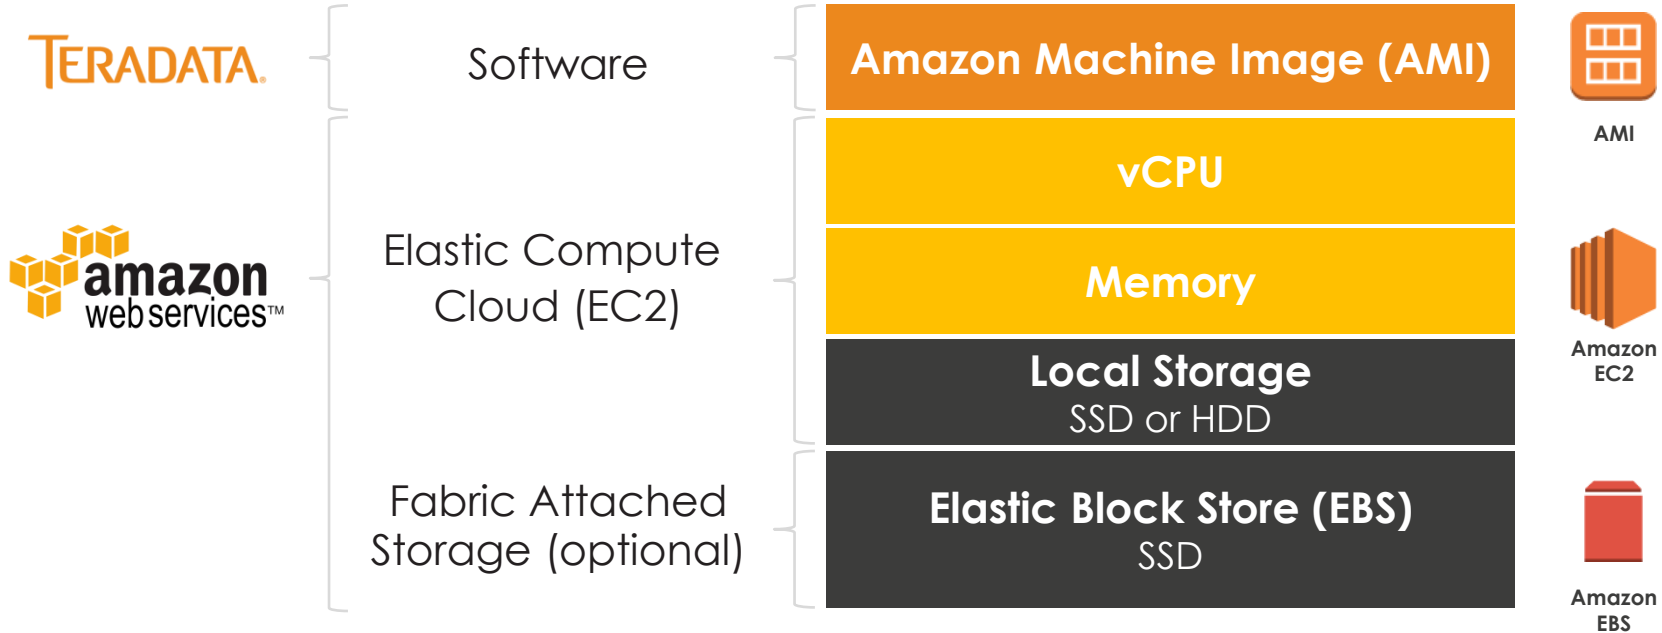 TERADATA.
Software
Amazon Machine Image (AMI)
AMI
vCPU
amazon
web services™
Elastic Compute
Cloud (EC2)
Memory
Amazon
EC2
Local Storage
SSD or HDD
Fabric Attached
Storage (optional)
Elastic Block Store (EBS)
SSD
Amazon
EBS